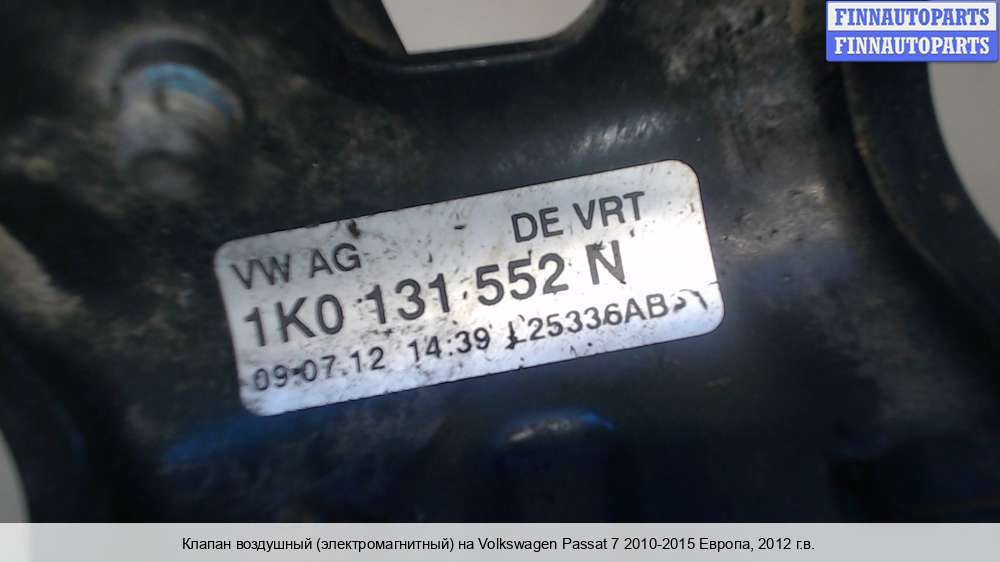 FINNAUTOPARTS
FINNAUTOPARTS
VW AG - DE VRT
1K0 131 552 N
09.07.12 14:39
Клапан воздушный (электромагнитный) на Volkswagen Passat 7 2010-2015 Европа, 2012 г.в.